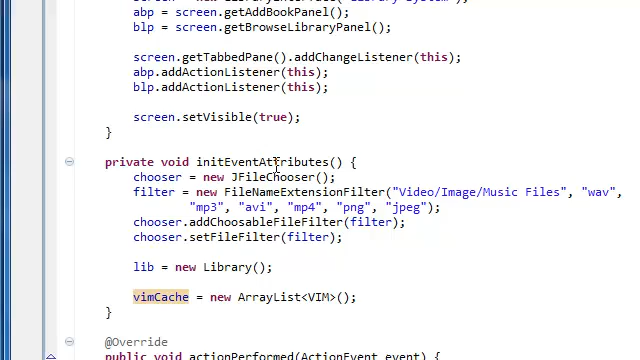 abp = screen.getAddBookPanel();
blp = screen.getBrowseLibraryPanel();
screen.getTabbedPane().addChangeListener(this);
abp.addActionListener(this);
blp.addActionListener(this);
screen.setVisible(true);
}
private void initEventAttributes() {
chooser = new JFileChooser();
filter = new FileNameExtensionFilter("Video/Image/Music Files", "wav",
"mp3", "avi", "mp4", "png", "jpeg");
chooser.addChoosableFileFilter(filter);
chooser.setFileFilter(filter);
lib = new Library();
vimCache = new ArrayList<VIM>();
}
@Override
public void actionPerformed(ActionEvent event) {